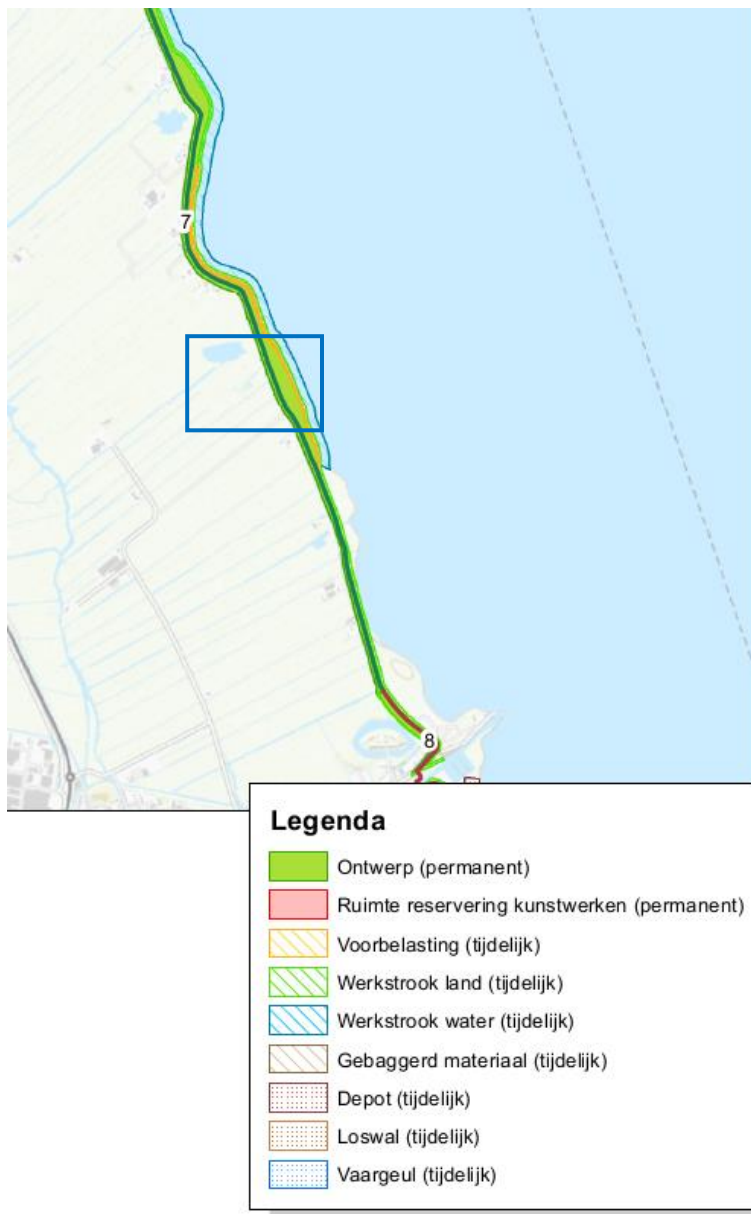 7
8
Legenda
Ontwerp (permanent)
Ruimte reservering kunstwerken (permanent)
Voorbelasting (tijdelijk)
Werkstrook land (tijdelijk)
Werkstrook water (tijdelijk)
Gebaggerd materiaal (tijdelijk)
Depot (tijdelijk)
Loswal (tijdelijk)
Vaargeul (tijdelijk)